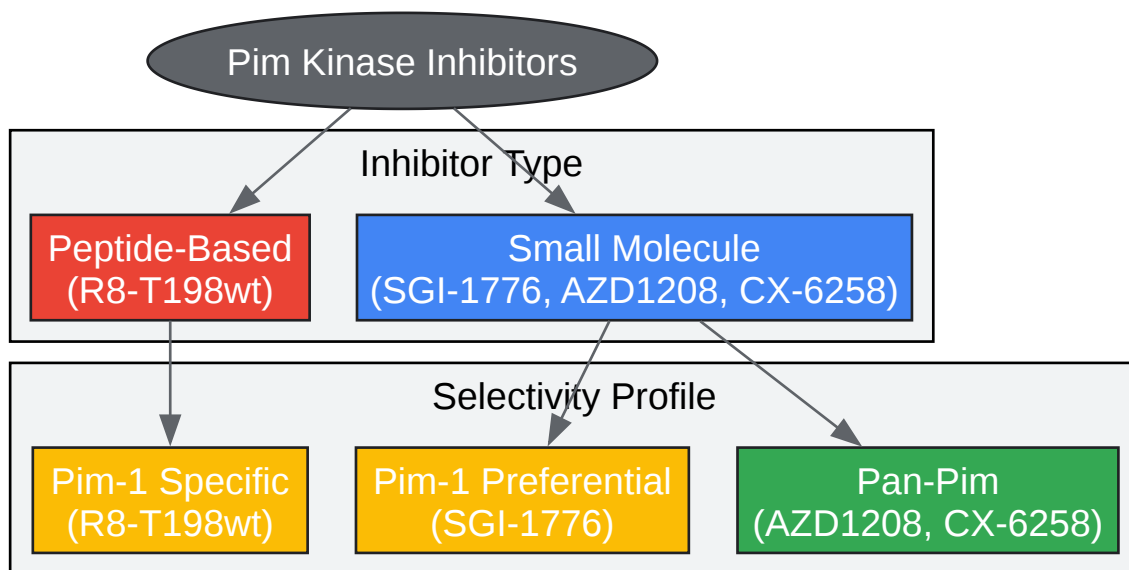 Pim Kinase Inhibitors
Inhibitor Type
Peptide-Based
(R8-T198wt)
Small Molecule
(SGI-1776, AZD1208, CX-6258)
Selectivity Profile
Pim-1 Specific
(R8-T198wt)
Pim-1 Preferential
(SGI-1776)
Pan-Pim
(AZD1208, CX-6258)